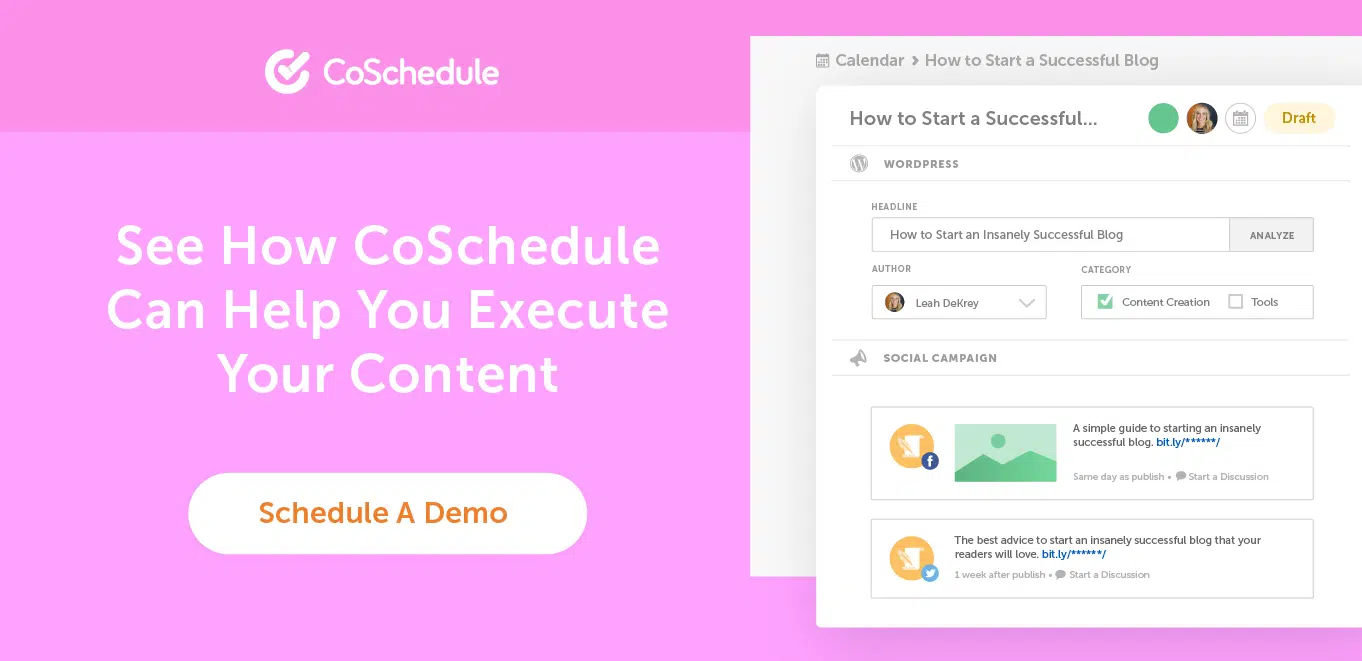 CoSchedule
See How CoSchedule
Can Help You Execute
Your Content
Schedule A Demo
Calendar > How to Start a Successful Blog
How to Start a Successful...
Draft
WORDPRESS
HEADLINE
How to Start an Insanely Successful Blog
ANALYZE
AUTHOR
CATEGORY
Leah DeKrey
Content Creation
Tools
SOCIAL CAMPAIGN
A simple guide to starting an insanely
successful blog. bit.ly/******/
Same day as publish • Start a Discussion
The best advice to start an insanely successful blog that your
readers will love. bit.ly/******/
1 week after publish • Start a Discussion